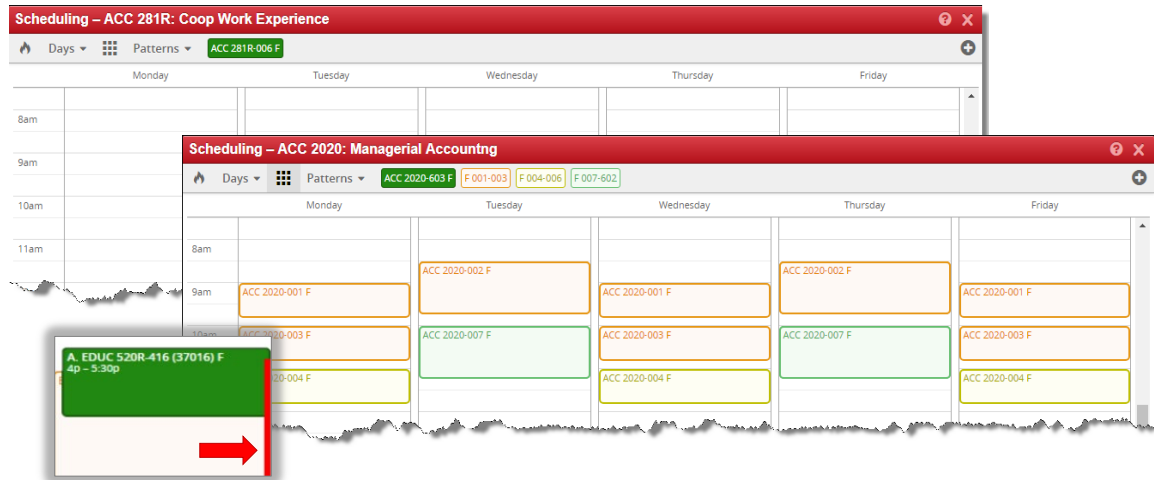 Scheduling – ACC 281R: Coop Work Experience
Days Patterns ACC 281R-006 F
Monday Tuesday Wednesday Thursday Friday
8am
9am
10am
11am
Scheduling – ACC 2020: Managerial Accountng
Days Patterns ACC 2020-603 F F 001-003 F 004-006 F 007-602
Monday Tuesday Wednesday Thursday Friday
8am
ACC 2020-002 F ACC 2020-002 F
9am ACC 2020-001 F ACC 2020-001 F ACC 2020-001 F
10am ACC 2020-003 F ACC 2020-007 F ACC 2020-003 F ACC 2020-007 F ACC 2020-003 F
2020-004 F ACC 2020-004 F ACC 2020-004 F
A. EDUC 520R-416 (37016) F
4p – 5:30p